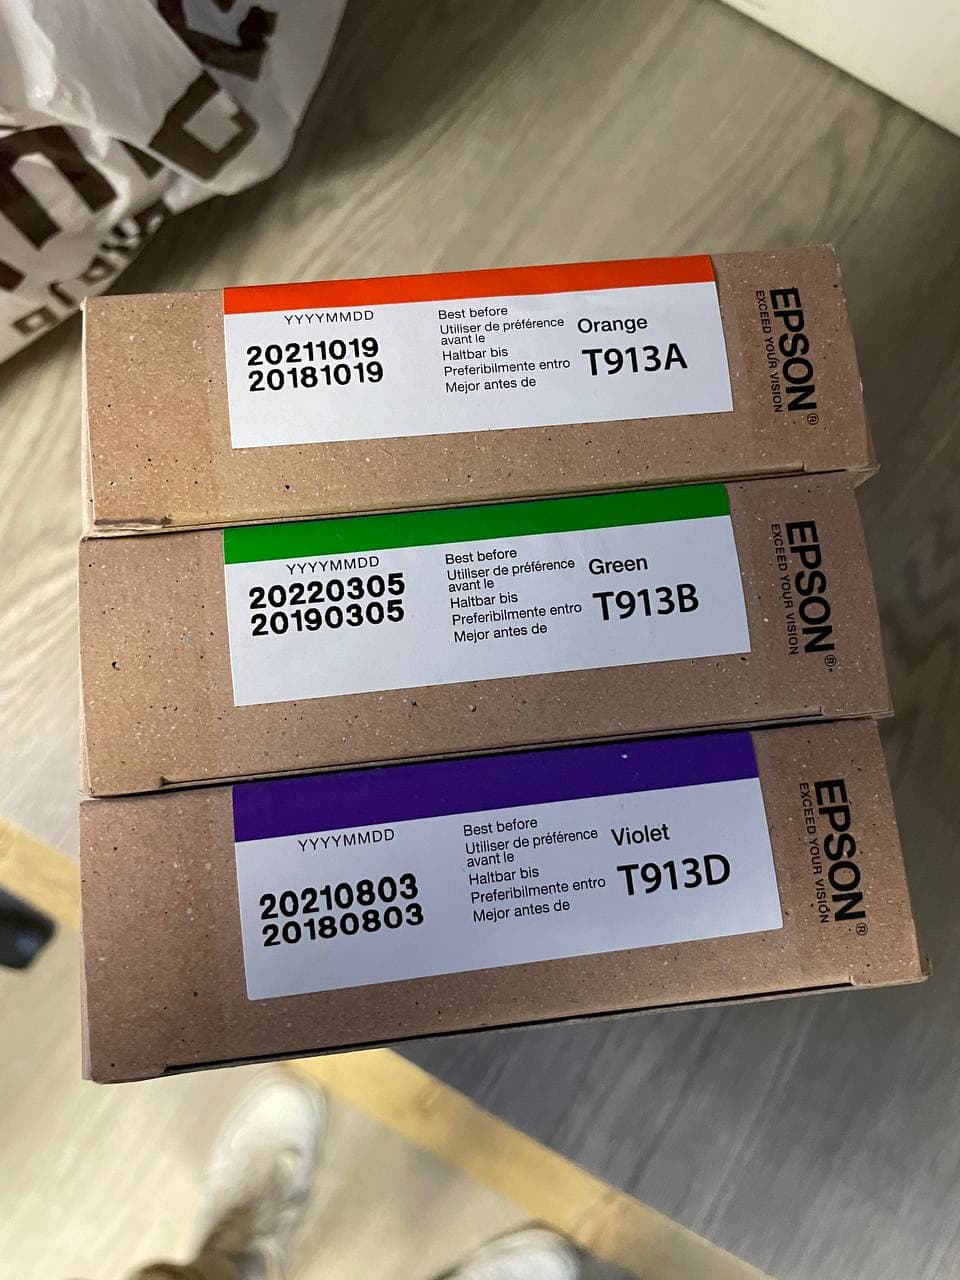 YYYYMMDD
20211019
20181019
Best before
Utiliser de préférence
avant le
Haltbar bis
Preferibilmente entro
Mejor antes de
Orange
T913A
EPSON®
EXCEED YOUR VISION
YYYYMMDD
20220305
20190305
Best before
Utiliser de préférence
avant le
Haltbar bis
Preferibilmente entro
Mejor antes de
Green
T913B
EPSON®
EXCEED YOUR VISION
YYYYMMDD
20210803
20180803
Best before
Utiliser de préférence
avant le
Haltbar bis
Preferibilmente entro
Mejor antes de
Violet
T913D
EPSON®
EXCEED YOUR VISION